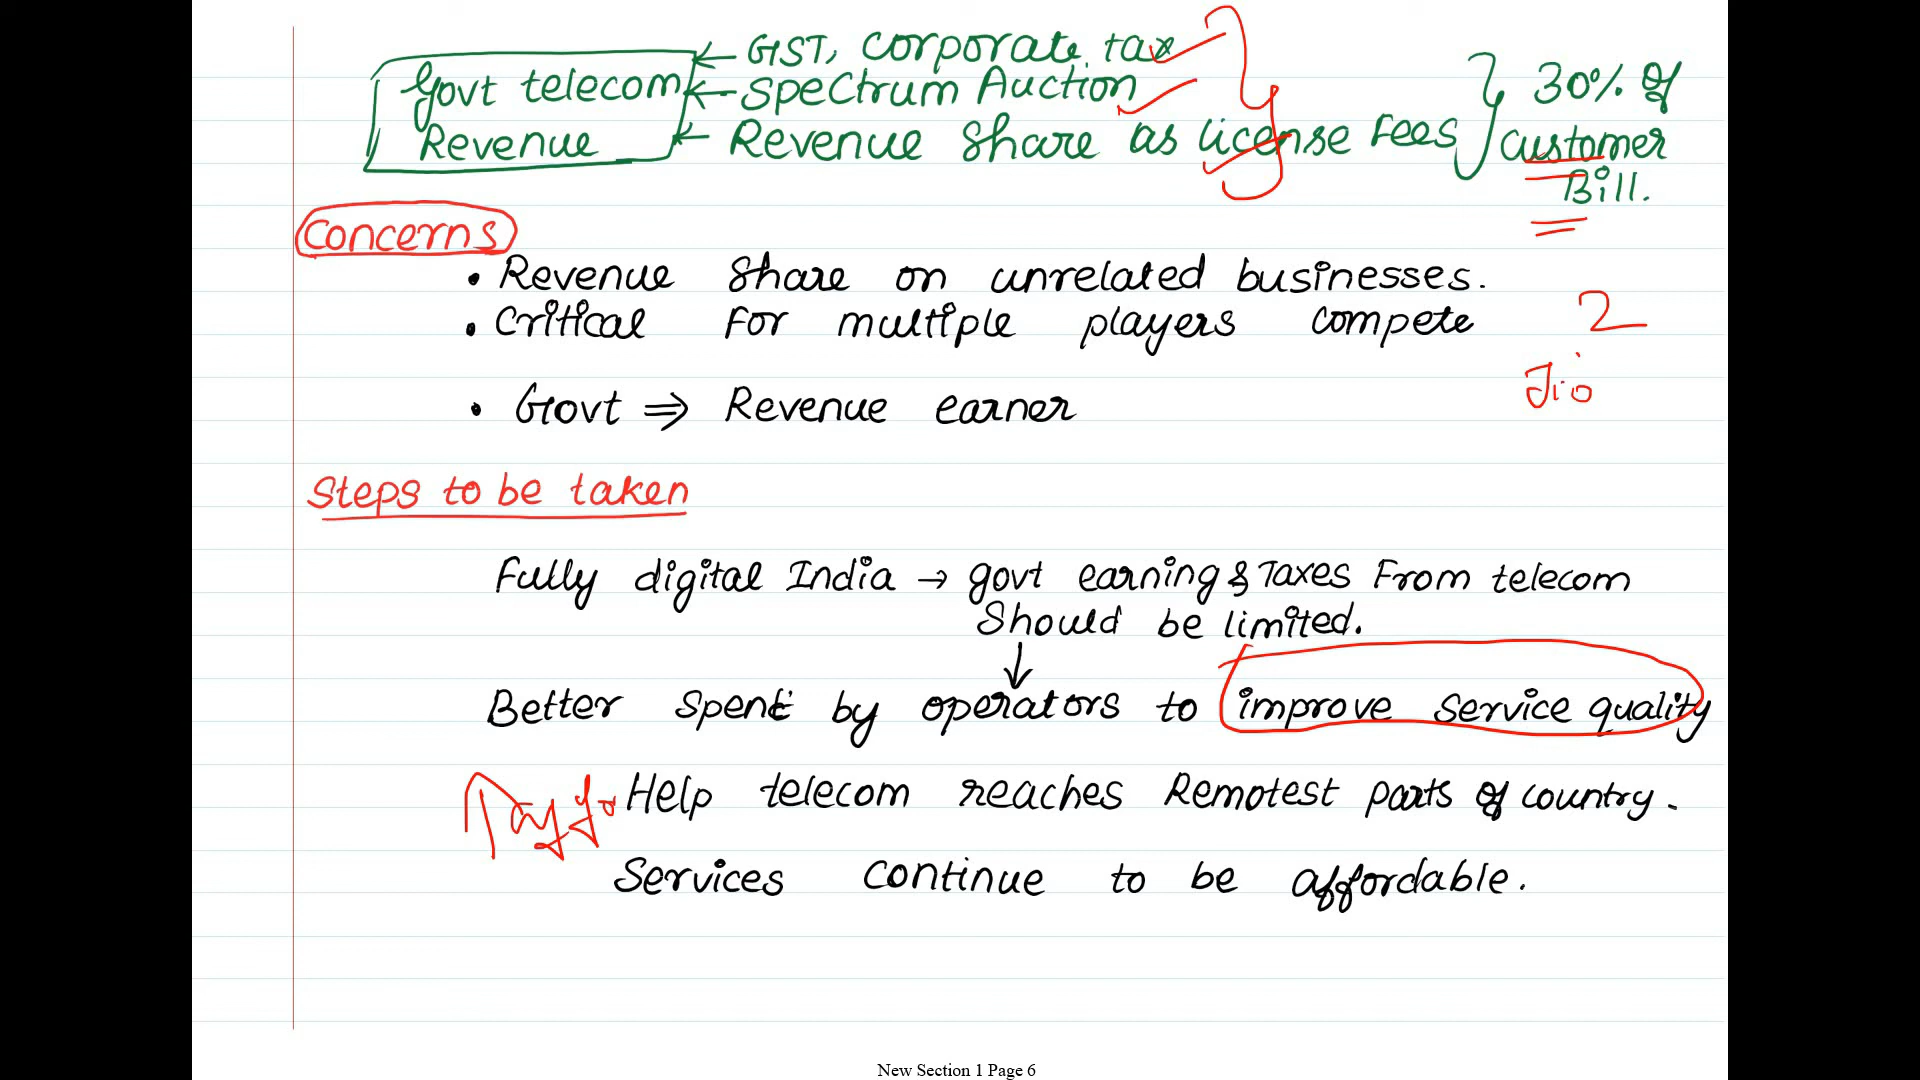 GST, Corporate tax
Govt telecom Spectrum Auction 30% of
Revenue Revenue Share as License Fees Customer
Bill.
Concerns
• Revenue Share on unrelated businesses.
• Critical For multiple players compete 2
Jio
• Govt ⇒ Revenue earner
Steps to be taken
Fully digital India → govt earning & Taxes From telecom
Should be limited.
Better spent by operators to improve service quality
Help telecom reaches Remotest parts of country.
Services continue to be affordable.
New Section 1 Page 6